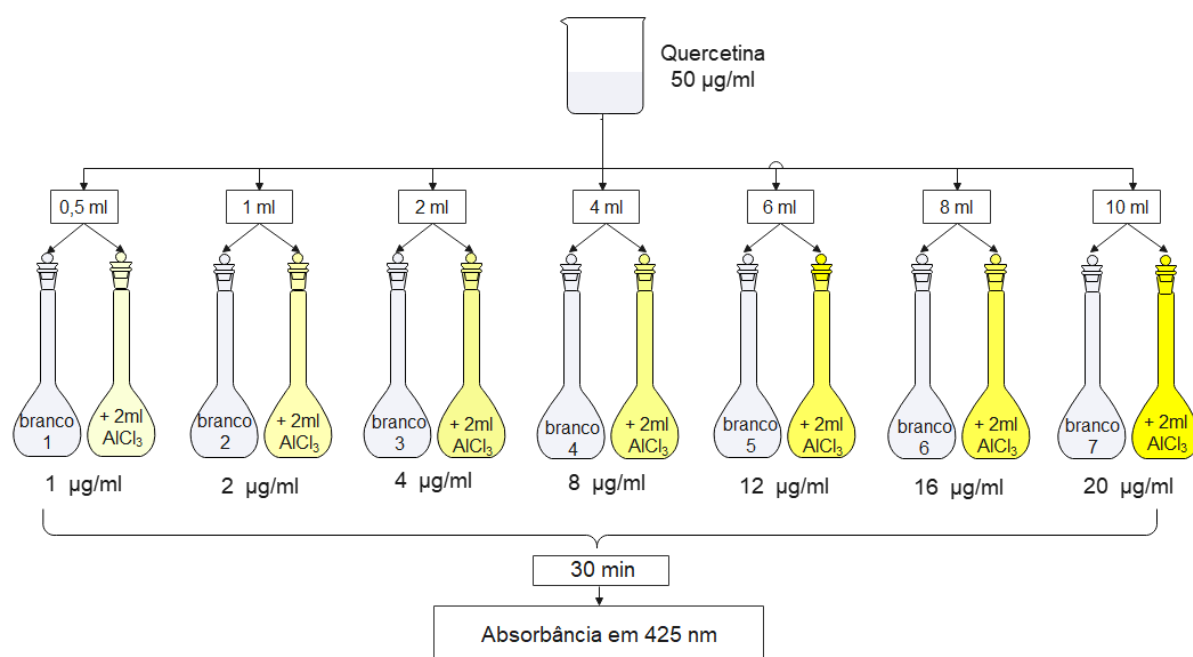 Quercetina
50 µg/ml
0,5 ml
1 ml
2 ml
4 ml
6 ml
8 ml
10 ml
branco
1
+ 2ml
AlCl₃
branco
2
+ 2ml
AlCl₃
branco
3
+ 2ml
AlCl₃
branco
4
+ 2ml
AlCl₃
branco
5
+ 2ml
AlCl₃
branco
6
+ 2ml
AlCl₃
branco
7
+ 2ml
AlCl₃
1 µg/ml
2 µg/ml
4 µg/ml
8 µg/ml
12 µg/ml
16 µg/ml
20 µg/ml
30 min
Absorbância em 425 nm